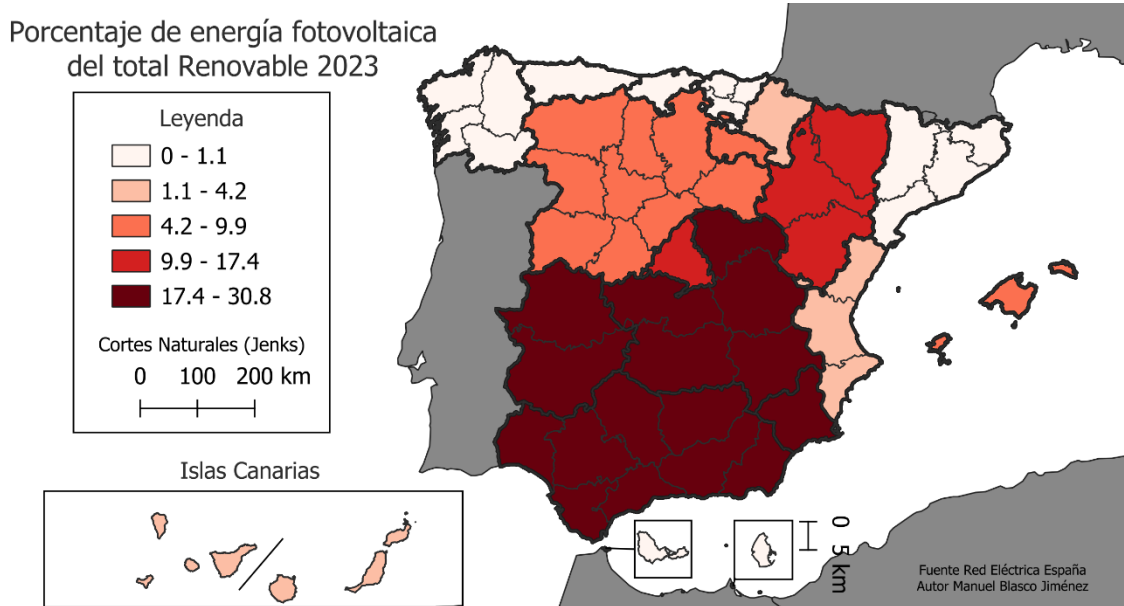 Porcentaje de energía fotovoltaica
del total Renovable 2023
Leyenda
0 - 1.1
1.1 - 4.2
4.2 - 9.9
9.9 - 17.4
17.4 - 30.8
Cortes Naturales (Jenks)
0 100 200 km
Islas Canarias
0 5 km
Fuente Red Eléctrica España
Autor Manuel Blasco Jiménez